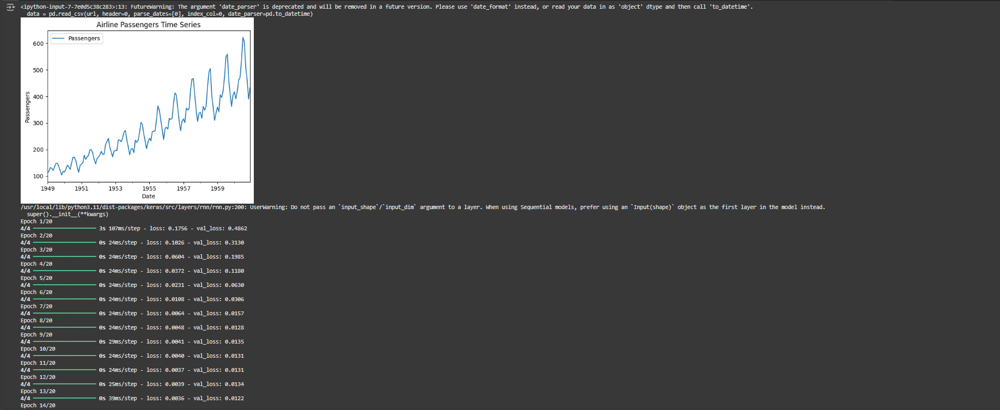 <ipython-input-7-7e0d5c38c283>:13: FutureWarning: The argument 'date_parser' is deprecated and will be removed in a future version. Please use 'date_format' instead, or read your data in as 'object' dtype and then call 'to_datetime'.
data = pd.read_csv(url, header=0, parse_dates=[0], index_col=0, date_parser=pd.to_datetime)
Airline Passengers Time Series
Passengers
600
500
400
300
200
100
Passengers
1949 1951 1953 1955 1957 1959
Date
/usr/local/lib/python3.11/dist-packages/keras/src/layers/rnn/rnn.py:200: UserWarning: Do not pass an `input_shape`/`input_dim` argument to a layer. When using Sequential models, prefer using an `Input(shape)` object as the first layer in the model instead.
super().__init__(**kwargs)
Epoch 1/20
4/4 3s 107ms/step - loss: 0.1756 - val_loss: 0.4862
Epoch 2/20
4/4 0s 24ms/step - loss: 0.1026 - val_loss: 0.3130
Epoch 3/20
4/4 0s 24ms/step - loss: 0.0604 - val_loss: 0.1985
Epoch 4/20
4/4 0s 24ms/step - loss: 0.0372 - val_loss: 0.1180
Epoch 5/20
4/4 0s 24ms/step - loss: 0.0231 - val_loss: 0.0630
Epoch 6/20
4/4 0s 24ms/step - loss: 0.0108 - val_loss: 0.0306
Epoch 7/20
4/4 0s 24ms/step - loss: 0.0064 - val_loss: 0.0157
Epoch 8/20
4/4 0s 24ms/step - loss: 0.0048 - val_loss: 0.0128
Epoch 9/20
4/4 0s 29ms/step - loss: 0.0041 - val_loss: 0.0135
Epoch 10/20
4/4 0s 24ms/step - loss: 0.0040 - val_loss: 0.0131
Epoch 11/20
4/4 0s 24ms/step - loss: 0.0037 - val_loss: 0.0131
Epoch 12/20
4/4 0s 25ms/step - loss: 0.0039 - val_loss: 0.0134
Epoch 13/20
4/4 0s 39ms/step - loss: 0.0036 - val_loss: 0.0122
Epoch 14/20